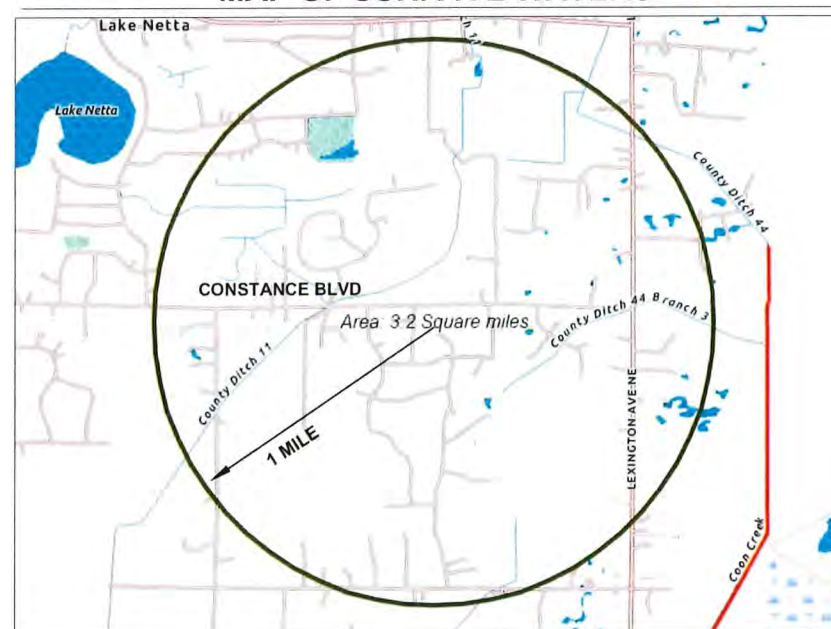 Lake Netta
Lake Netta
County Ditch 44
CONSTANCE BLVD
Area: 3.2 Square miles
County Ditch 44 Branch 3
County Ditch 11
1 MILE
LEXINGTON AVE NE
Coon Creek